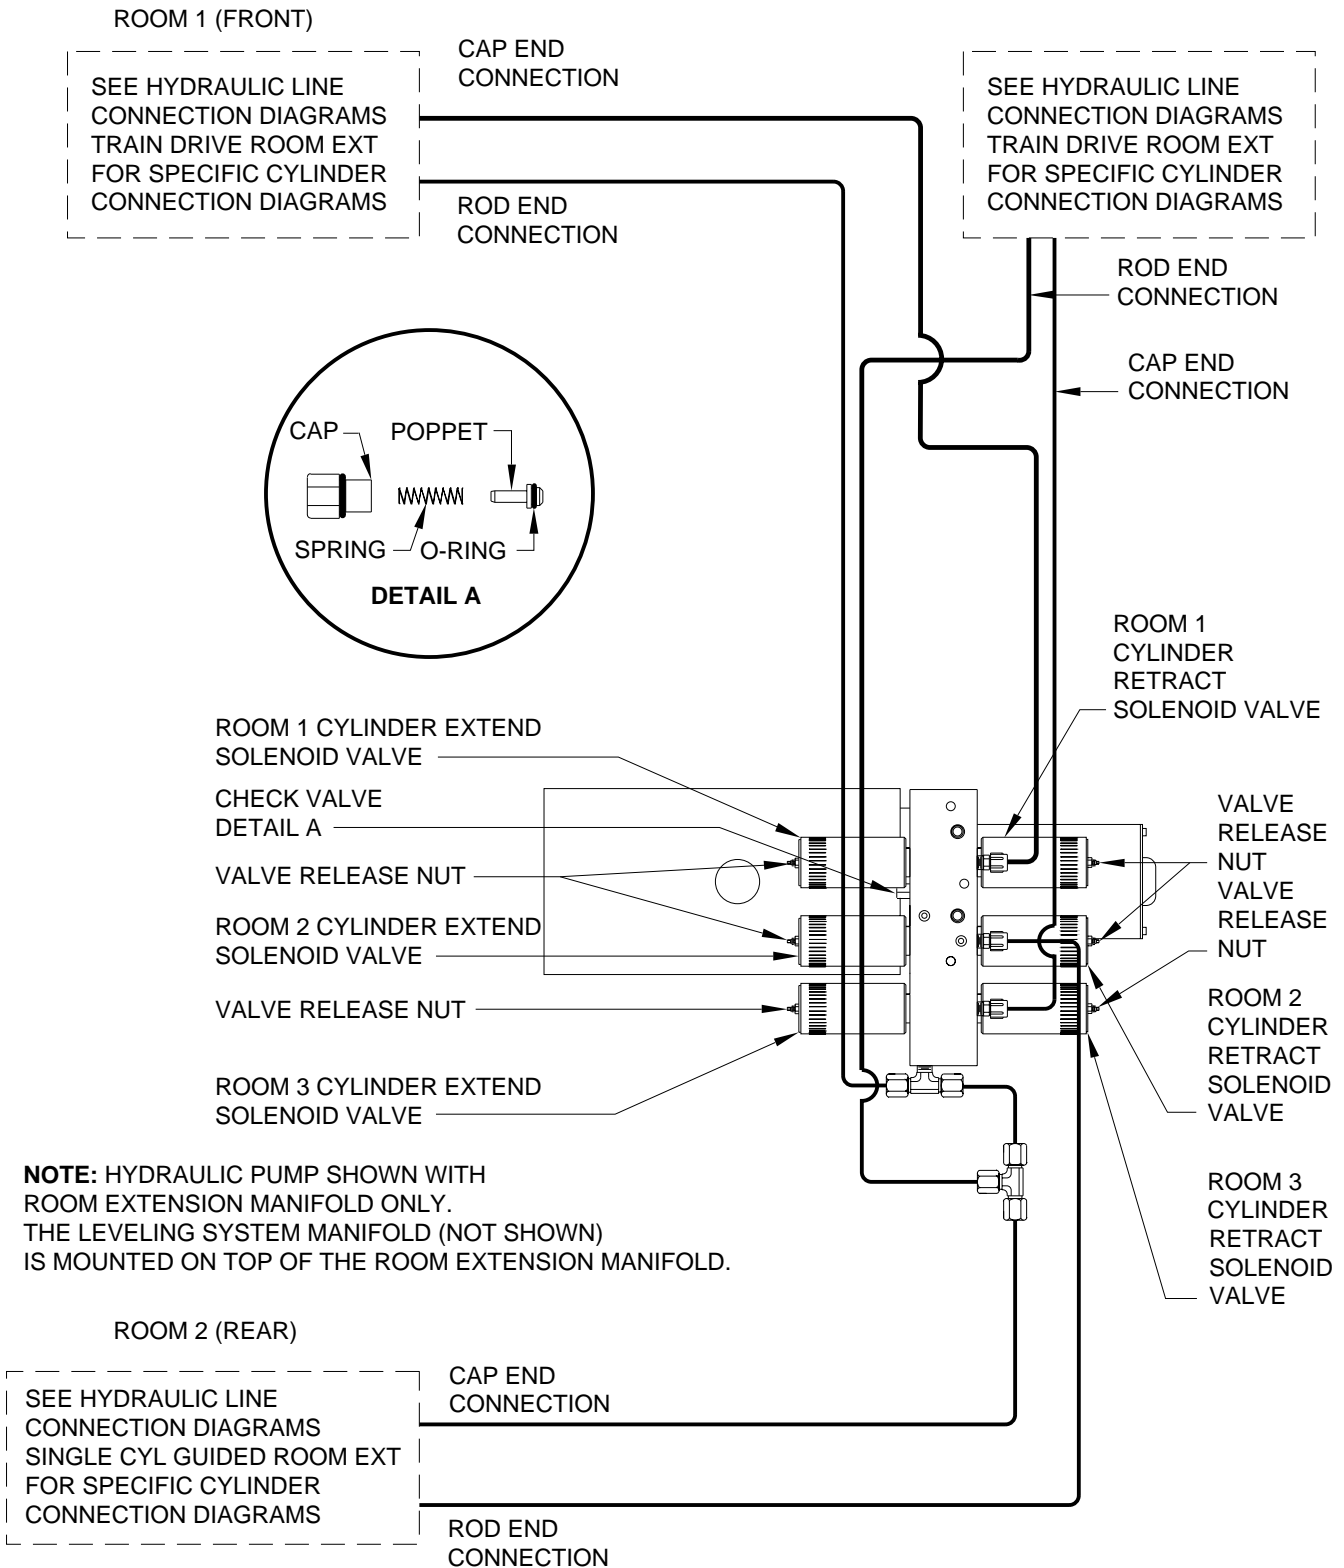 ROOM 1 (FRONT)
CAP END
CONNECTION
SEE HYDRAULIC LINE
CONNECTION DIAGRAMS
TRAIN DRIVE ROOM EXT
FOR SPECIFIC CYLINDER
CONNECTION DIAGRAMS
ROD END
CONNECTION
SEE HYDRAULIC LINE
CONNECTION DIAGRAMS
TRAIN DRIVE ROOM EXT
FOR SPECIFIC CYLINDER
CONNECTION DIAGRAMS
ROD END
CONNECTION
CAP END
CONNECTION
CAP
POPPET
SPRING
O-RING
DETAIL A
ROOM 1
CYLINDER
RETRACT
SOLENOID VALVE
ROOM 1 CYLINDER EXTEND
SOLENOID VALVE
CHECK VALVE
DETAIL A
VALVE RELEASE NUT
ROOM 2 CYLINDER EXTEND
SOLENOID VALVE
VALVE RELEASE NUT
ROOM 3 CYLINDER EXTEND
SOLENOID VALVE
VALVE
RELEASE
NUT
VALVE
RELEASE
NUT
ROOM 2
CYLINDER
RETRACT
SOLENOID
VALVE
ROOM 3
CYLINDER
RETRACT
SOLENOID
VALVE
NOTE: HYDRAULIC PUMP SHOWN WITH
ROOM EXTENSION MANIFOLD ONLY.
THE LEVELING SYSTEM MANIFOLD (NOT SHOWN)
IS MOUNTED ON TOP OF THE ROOM EXTENSION MANIFOLD.
ROOM 2 (REAR)
CAP END
CONNECTION
SEE HYDRAULIC LINE
CONNECTION DIAGRAMS
SINGLE CYL GUIDED ROOM EXT
FOR SPECIFIC CYLINDER
CONNECTION DIAGRAMS
ROD END
CONNECTION